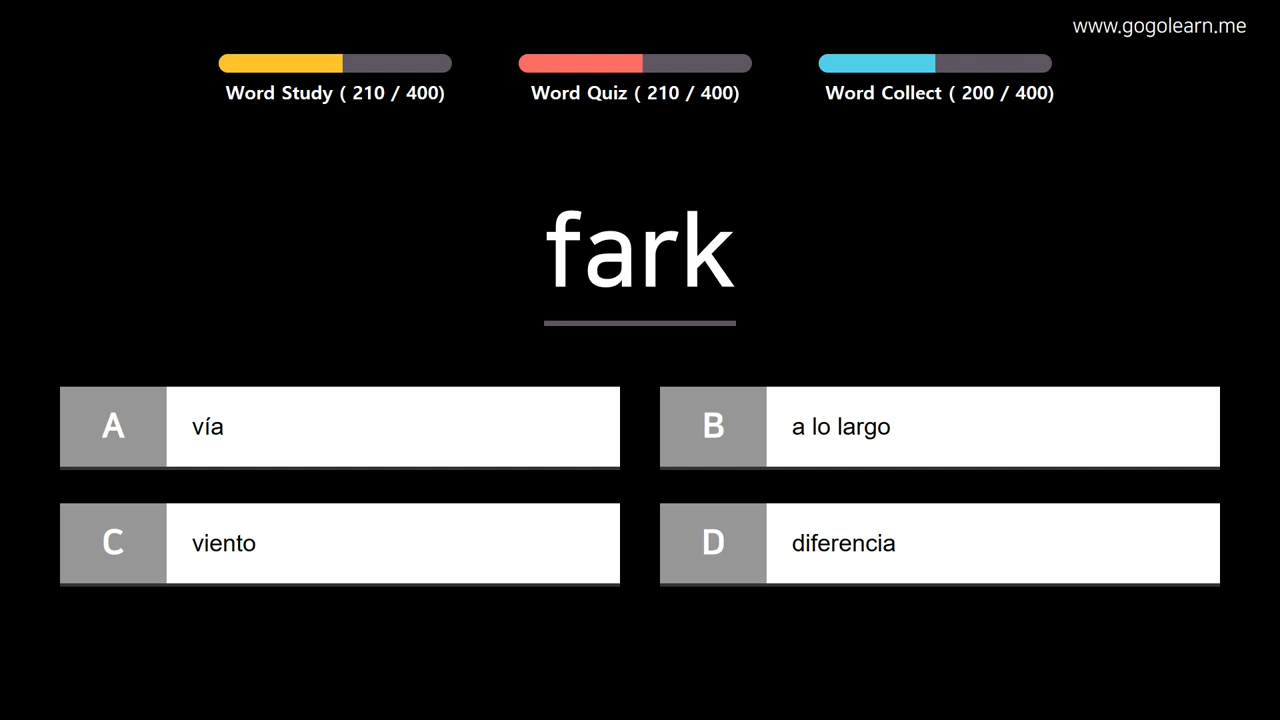 www.gogolearn.me
Word Study ( 210 / 400)
Word Quiz ( 210 / 400)
Word Collect ( 200 / 400)
fark
A vía
B a lo largo
C viento
D diferencia